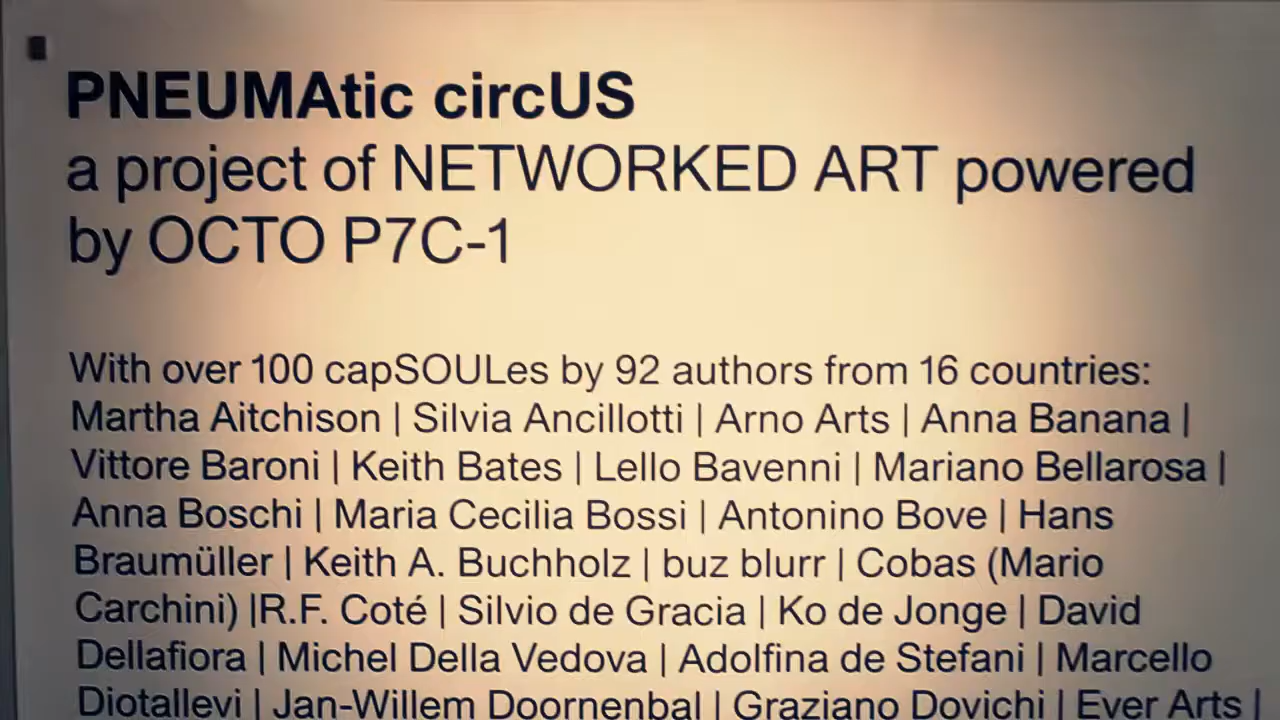 PNEUMAtic circUS
a project of NETWORKED ART powered
by OCTO P7C-1
With over 100 capSOULes by 92 authors from 16 countries:
Martha Aitchison | Silvia Ancillotti | Arno Arts | Anna Banana |
Vittore Baroni | Keith Bates | Lello Bavenni | Mariano Bellarosa |
Anna Boschi | Maria Cecilia Bossi | Antonino Bove | Hans
Braumüller | Keith A. Buchholz | buz blurr | Cobas (Mario
Carchini) |R.F. Coté | Silvio de Gracia | Ko de Jonge | David
Dellafiora | Michel Della Vedova | Adolfina de Stefani | Marcello
Diotallevi | Jan-Willem Doornenbal | Graziano Dovichi | Ever Arts |